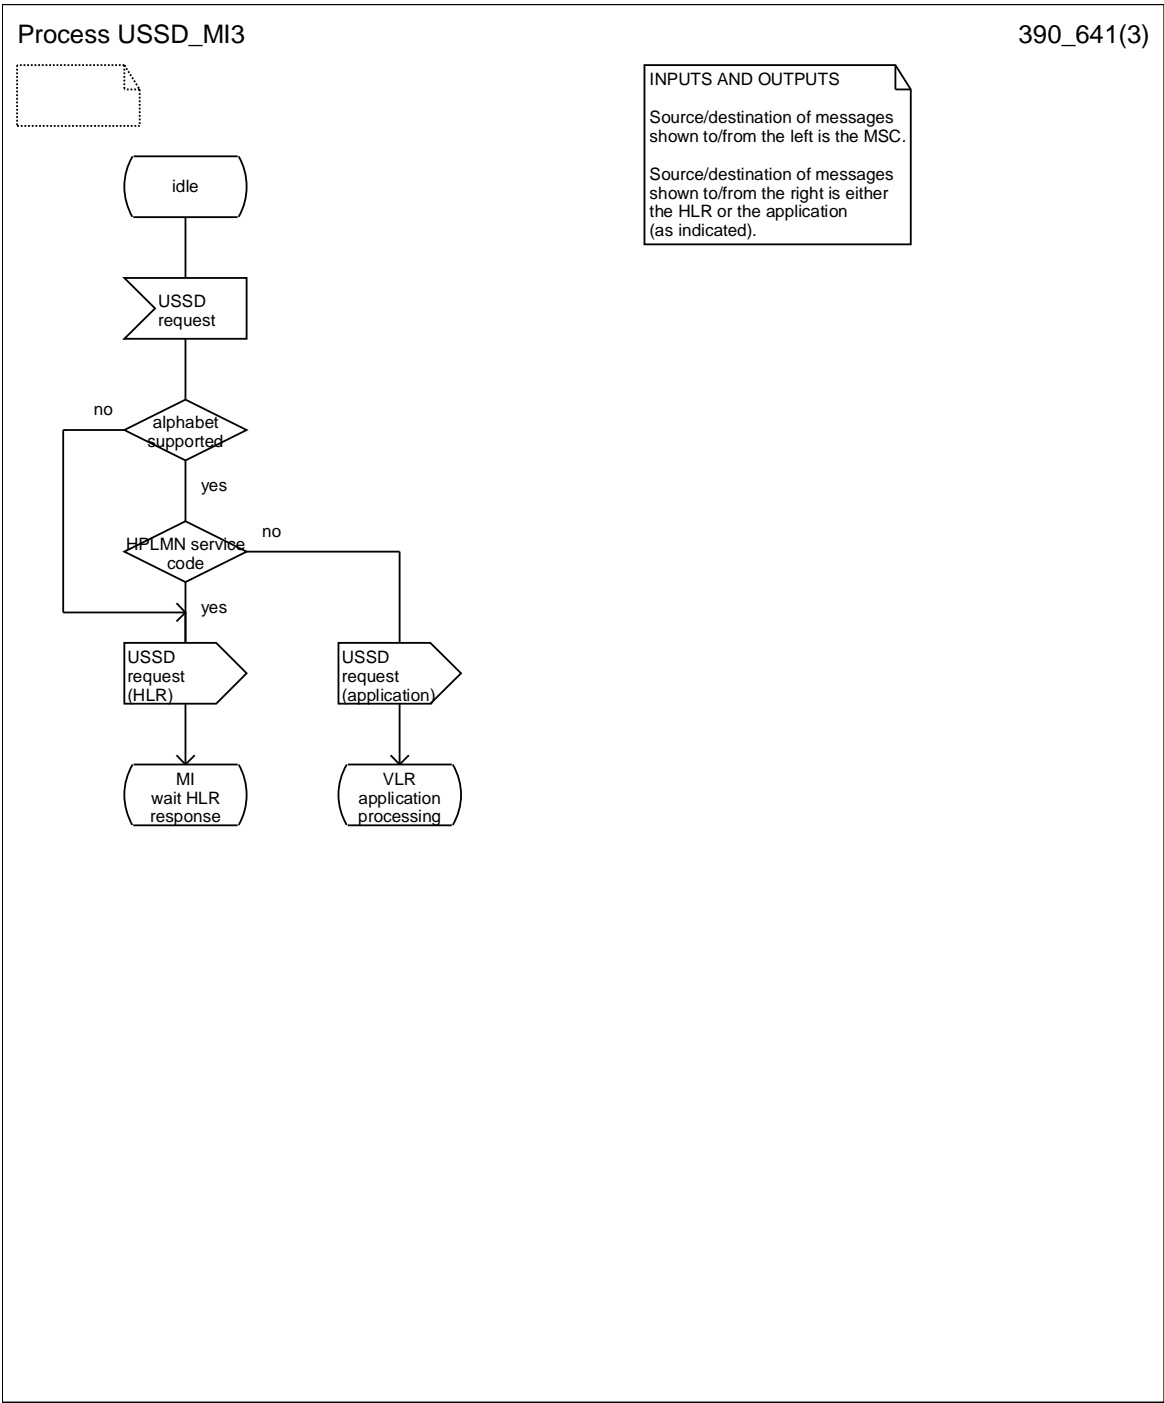 Process USSD_MI3
390_641(3)
INPUTS AND OUTPUTS
Source/destination of messages
shown to/from the left is the MSC.
Source/destination of messages
shown to/from the right is either
the HLR or the application
(as indicated).
idle
USSD
request
no
alphabet
supported
yes
no
HPLMN service
code
yes
USSD
request
(HLR)
USSD
request
(application)
MI
wait HLR
response
VLR
application
processing